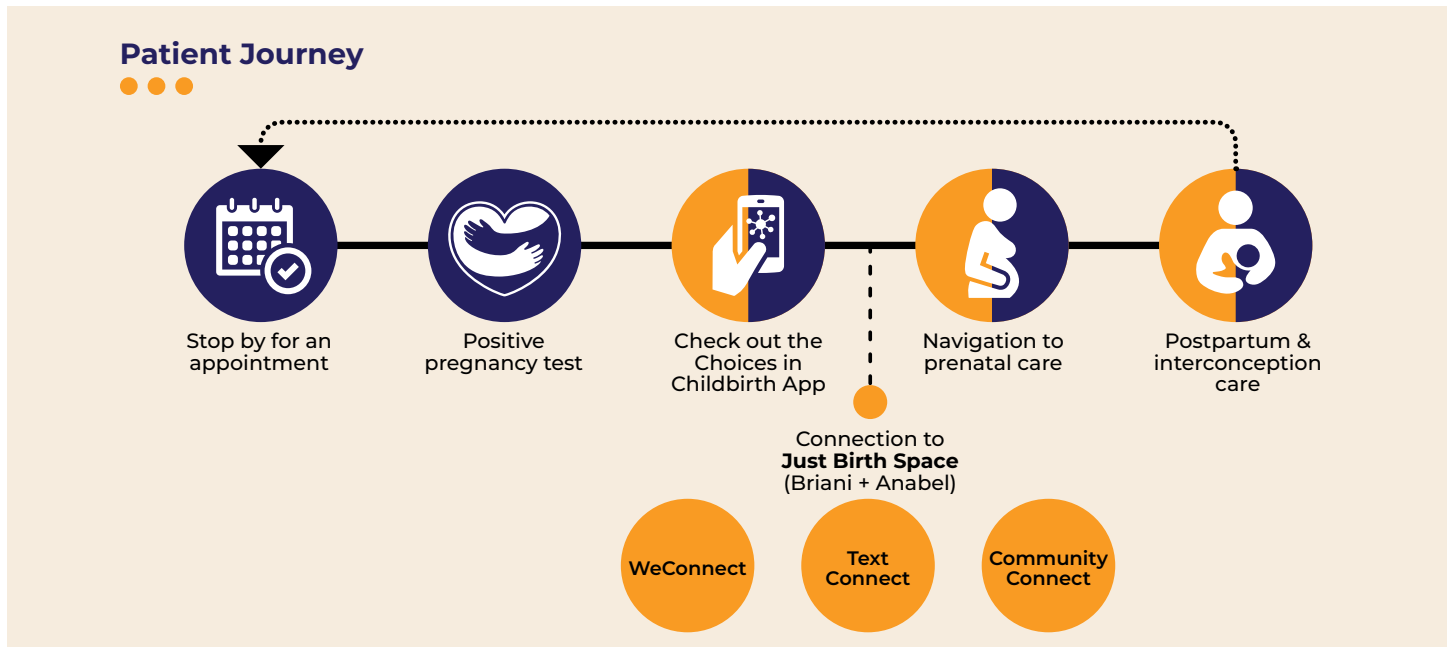 Patient Journey
Stop by for an
appointment
Positive
pregnancy test
Check out the
Choices in
Childbirth App
Navigation to
prenatal care
Postpartum &
interconception
care
Connection to
Just Birth Space
(Briani + Anabel)
WeConnect
Text
Connect
Community
Connect